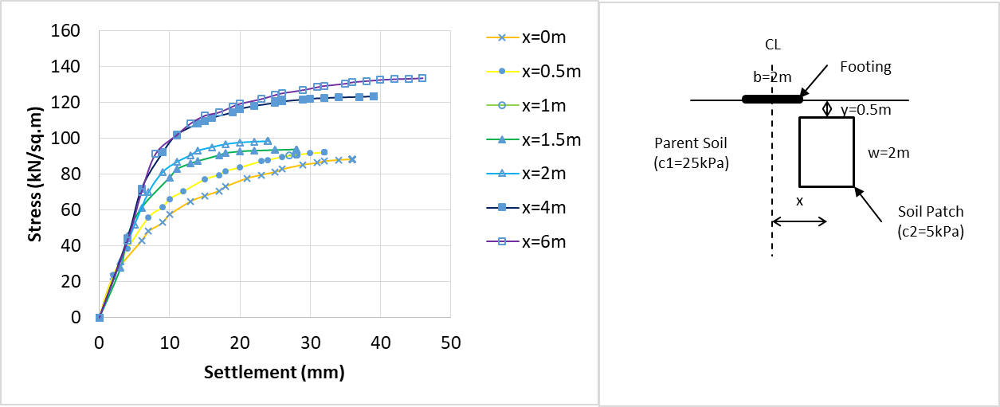 160
140
120
100
80
60
40
20
0
0 10 20 30 40 50
Stress (kN/sq.m)
Settlement (mm)
x=0m
x=0.5m
x=1m
x=1.5m
x=2m
x=4m
x=6m
CL
b=2m
Footing
y=0.5m
Parent Soil
(c1=25kPa)
w=2m
x
Soil Patch
(c2=5kPa)